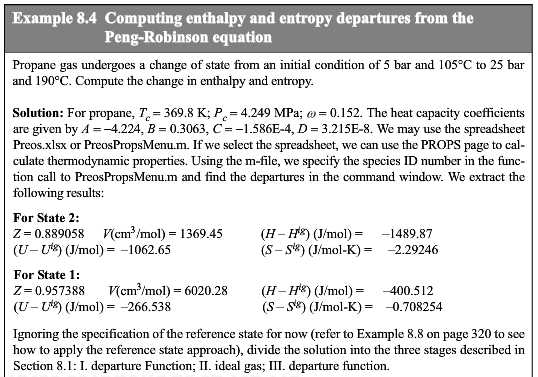 Example 8.4 Computing enthalpy and entropy departures from the
Peng-Robinson equation
Propane gas undergoes a change of state from an initial condition of 5 bar and 105°C to 25 bar
and 190°C. Compute the change in enthalpy and entropy.
Solution: For propane, T_c = 369.8 K; P_c = 4.249 MPa; ω = 0.152. The heat capacity coefficients
are given by A = –4.224, B = 0.3063, C = –1.586E-4, D = 3.215E-8. We may use the spreadsheet
Preos.xlsx or PreosPropsMenu.m. If we select the spreadsheet, we can use the PROPS page to cal-
culate thermodynamic properties. Using the m-file, we specify the species ID number in the func-
tion call to PreosPropsMenu.m and find the departures in the command window. We extract the
following results:
For State 2:
Z = 0.889058 V(cm³/mol) = 1369.45 (H – H^ig) (J/mol) = –1489.87
(U – U^ig) (J/mol) = –1062.65 (S – S^ig) (J/mol-K) = –2.29246
For State 1:
Z = 0.957388 V(cm³/mol) = 6020.28 (H – H^ig) (J/mol) = –400.512
(U – U^ig) (J/mol) = –266.538 (S – S^ig) (J/mol-K) = –0.708254
Ignoring the specification of the reference state for now (refer to Example 8.8 on page 320 to see
how to apply the reference state approach), divide the solution into the three stages described in
Section 8.1: I. departure Function; II. ideal gas; III. departure function.